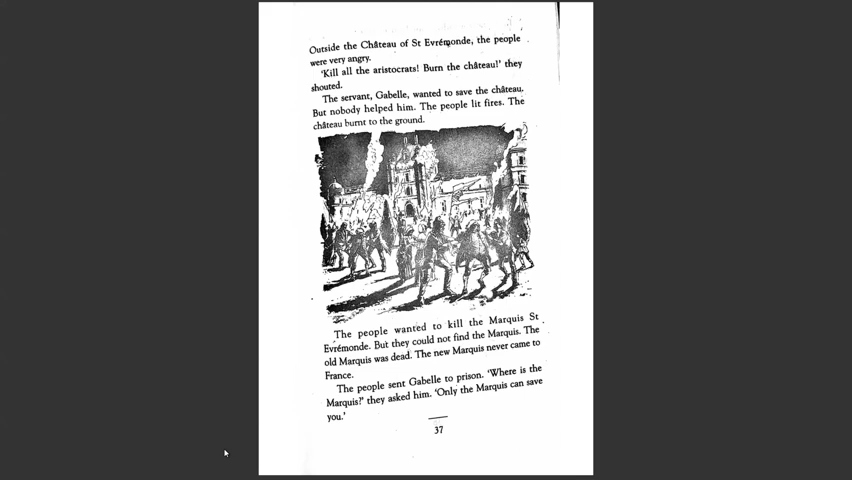 Outside the Château of St Evrémonde, the people
were very angry.
'Kill all the aristocrats! Burn the château!' they
shouted.
The servant, Gabelle, wanted to save the château.
But nobody helped him. The people lit fires. The
château burnt to the ground.
The people wanted to kill the Marquis St
Evrémonde. But they could not find the Marquis. The
old Marquis was dead. The new Marquis never came to
France.
The people sent Gabelle to prison. 'Where is the
Marquis?' they asked him. 'Only the Marquis can save
you.'
37